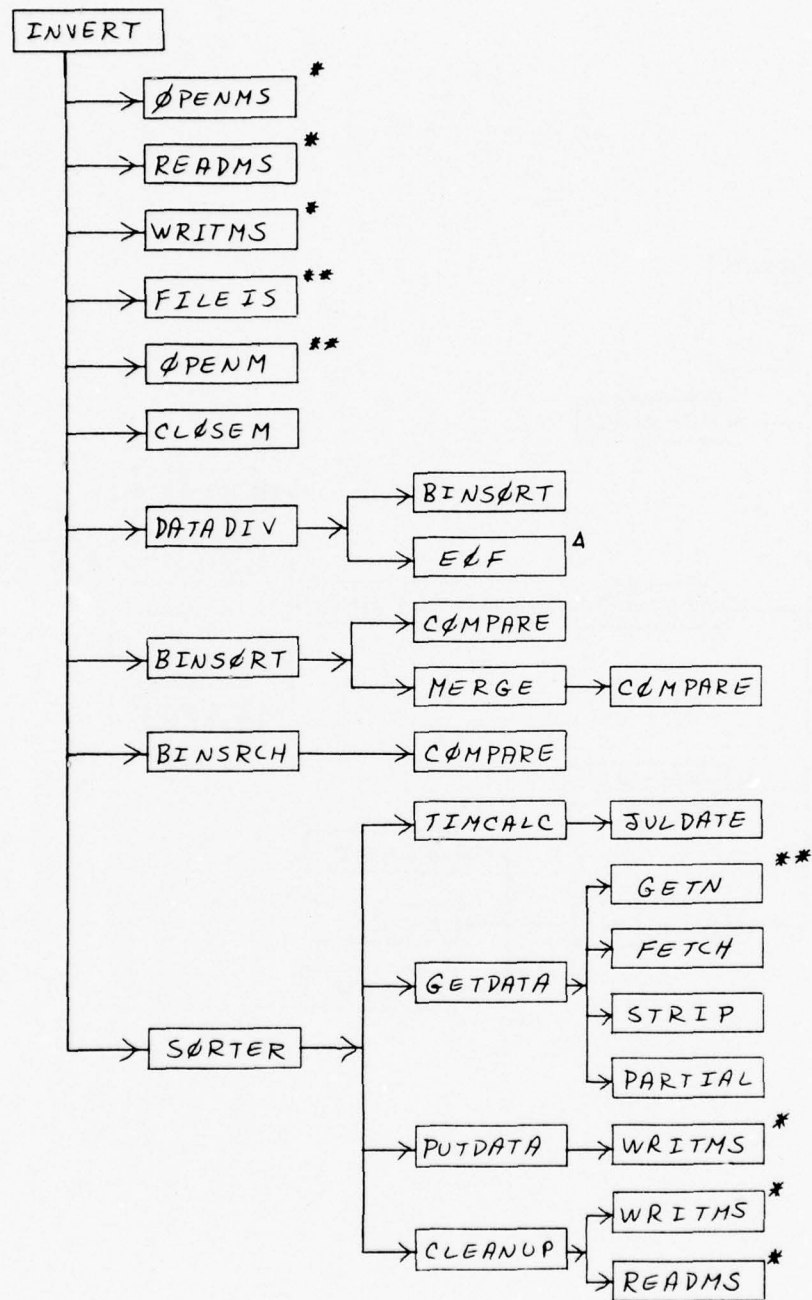 INVERT
ØPENMS *
READMS *
WRITMS *
FILEIS **
ØPENM **
CLØSEM
BINSØRT
DATADIV
EØF Δ
CØMPARE
BINSØRT
MERGE CØMPARE
BINSRCH CØMPARE
TIMCALC JULDATE
GETN **
FETCH
GETDATA
STRIP
SØRTER
PARTIAL
PUTDATA WRITMS *
WRITMS *
CLEANUP
READMS *